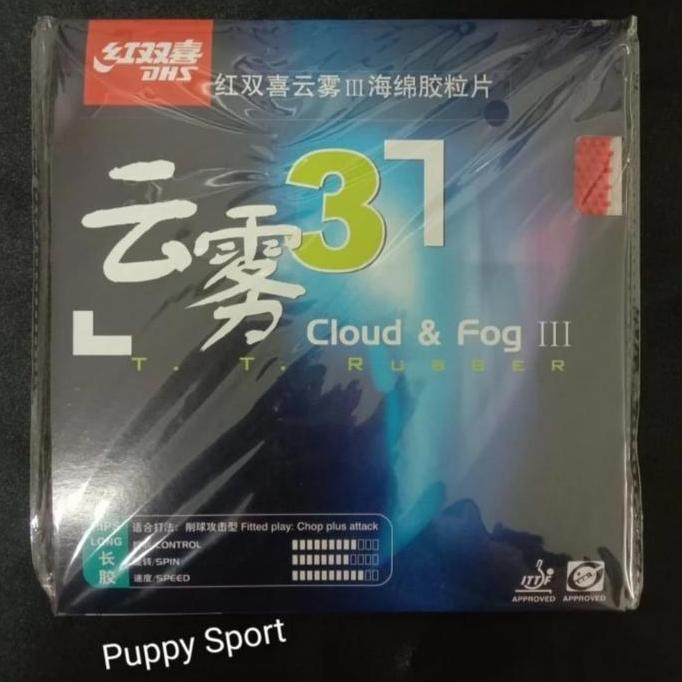 红双喜
DHS
红双喜云雾III海绵胶粒片
云雾3
Cloud & Fog III
T. T. RUBBER
LONG
长胶
适合打法: 削球攻击型 Fitted play: Chop plus attack
CONTROL
/SPIN
速度/SPEED
ITTF
APPROVED
APPROVED
Puppy Sport